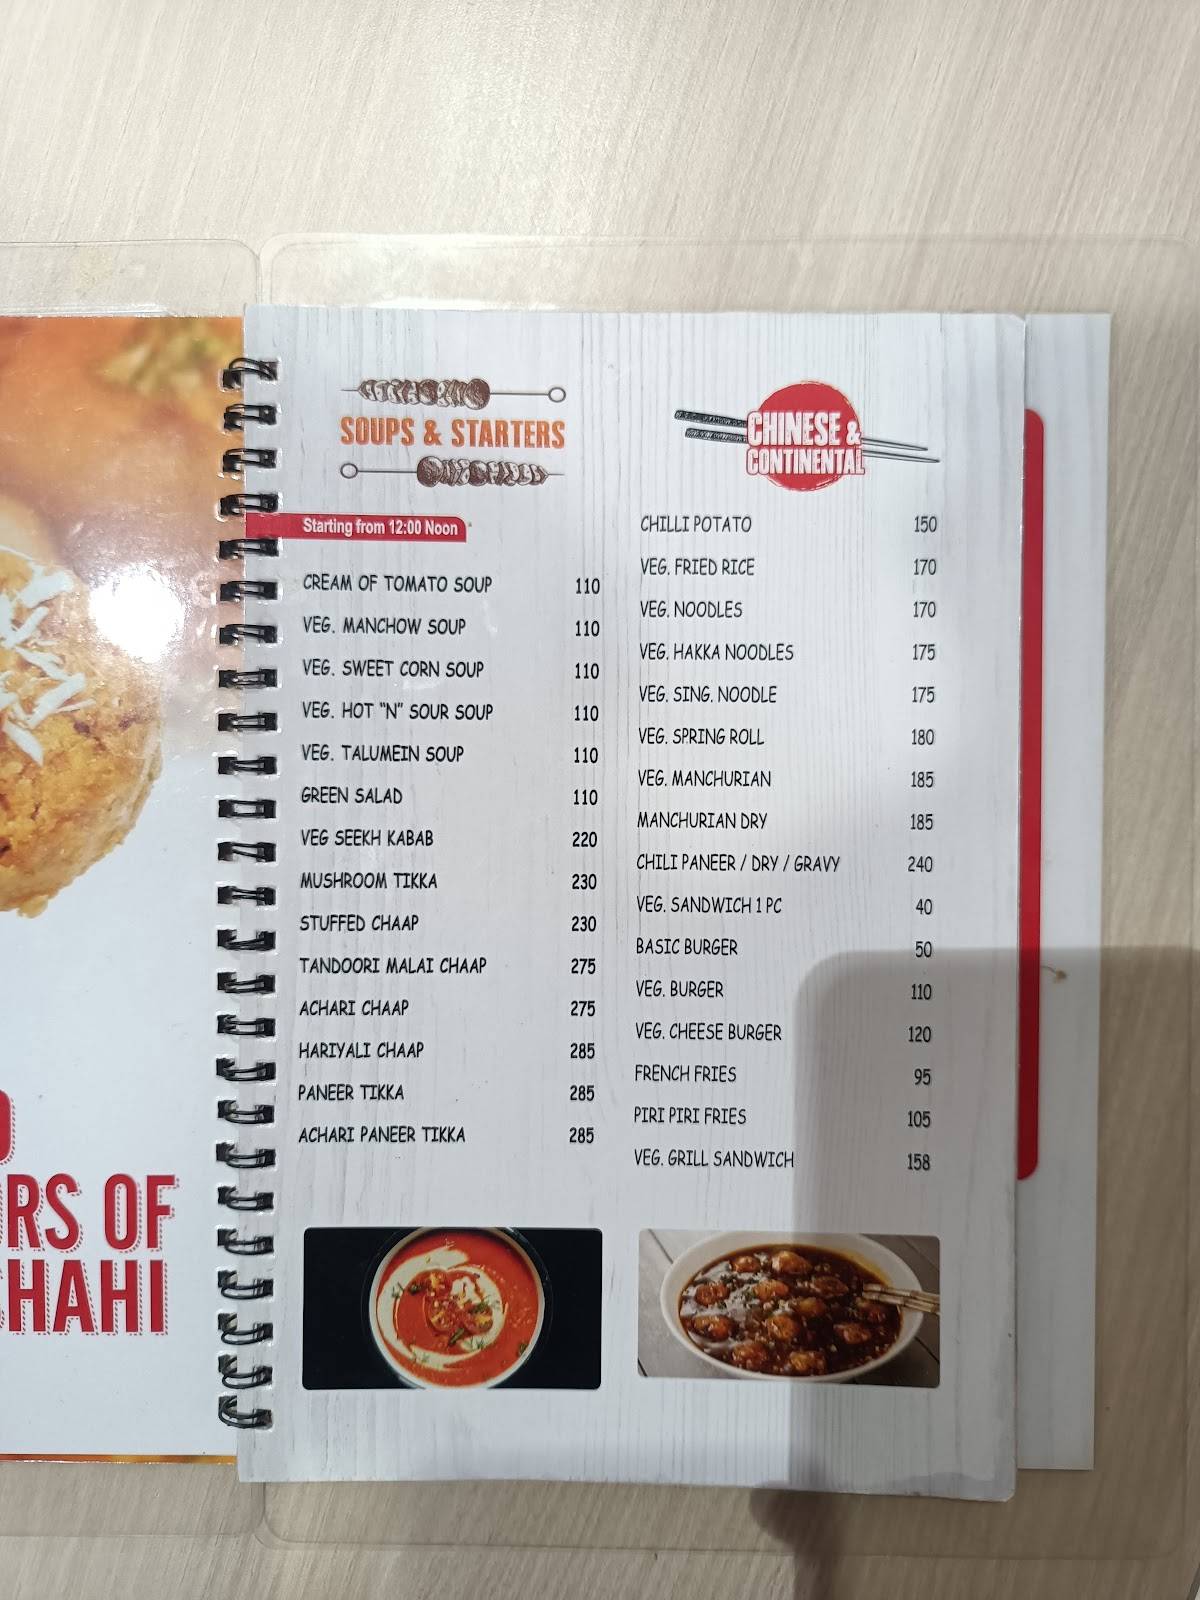 SOUPS & STARTERS
Starting from 12:00 Noon
CREAM OF TOMATO SOUP 110
VEG. MANCHOW SOUP 110
VEG. SWEET CORN SOUP 110
VEG. HOT “N” SOUR SOUP 110
VEG. TALUMEIN SOUP 110
GREEN SALAD 110
VEG SEEKH KABAB 220
MUSHROOM TIKKA 230
STUFFED CHAAP 230
TANDOORI MALAI CHAAP 275
ACHARI CHAAP 275
HARIYALI CHAAP 285
PANEER TIKKA 285
ACHARI PANEER TIKKA 285
CHINESE &
CONTINENTAL
CHILLI POTATO 150
VEG. FRIED RICE 170
VEG. NOODLES 170
VEG. HAKKA NOODLES 175
VEG. SING. NOODLE 175
VEG. SPRING ROLL 180
VEG. MANCHURIAN 185
MANCHURIAN DRY 185
CHILI PANEER / DRY / GRAVY 240
VEG. SANDWICH 1 PC 40
BASIC BURGER 50
VEG. BURGER 110
VEG. CHEESE BURGER 120
FRENCH FRIES 95
PIRI PIRI FRIES 105
VEG. GRILL SANDWICH 158
RS OF
HAHI